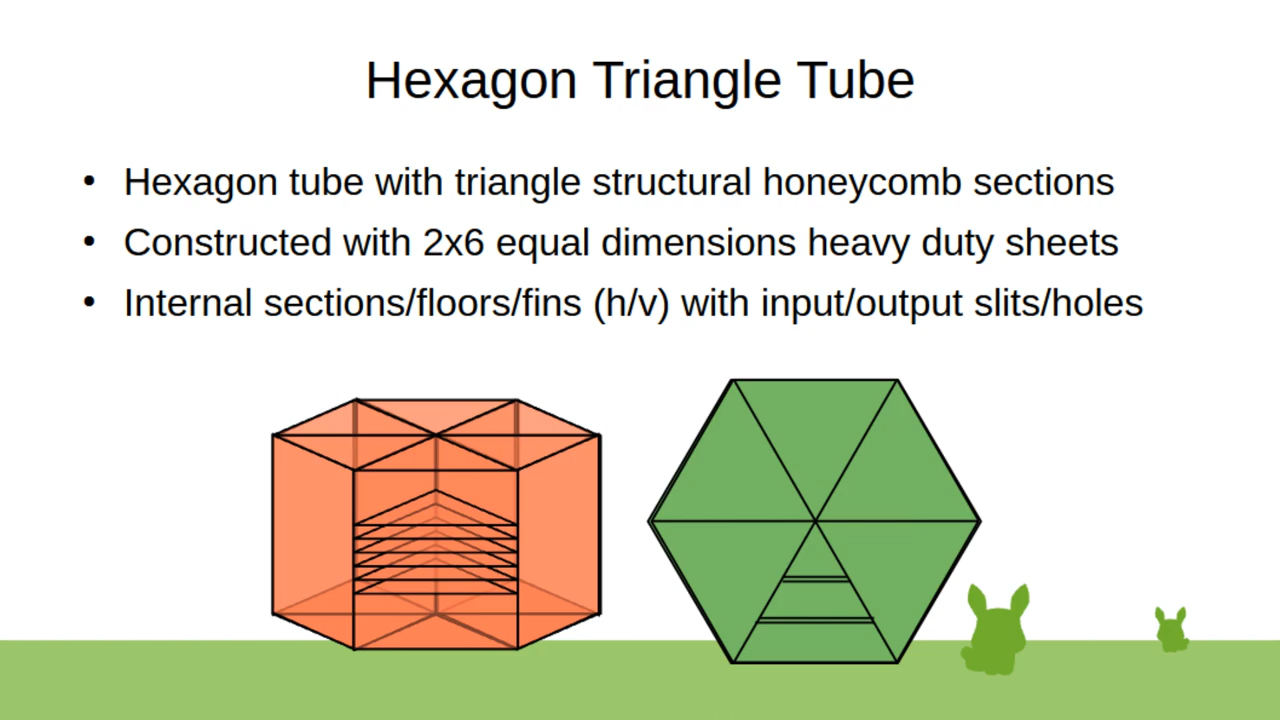 Hexagon Triangle Tube
• Hexagon tube with triangle structural honeycomb sections
• Constructed with 2x6 equal dimensions heavy duty sheets
• Internal sections/floors/fins (h/v) with input/output slits/holes